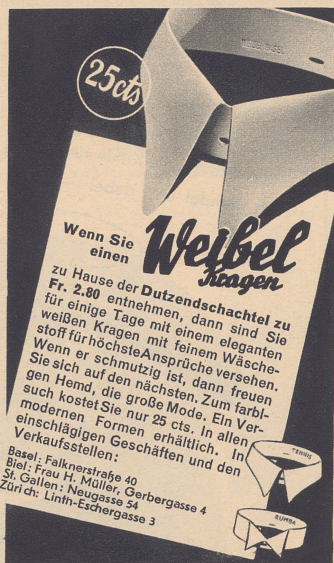 WEIBEL BASEL
25cts
Wenn Sie
einen
Weibel
Kragen
zu Hause der Dutzendschachtel zu
Fr. 2.80 entnehmen, dann sind Sie
für einige Tage mit einem eleganten
weißen Kragen mit feinem Wäsche-
stoff für höchste Ansprüche versehen.
Wenn er schmutzig ist, dann freuen
Sie sich auf den nächsten. Zum farbi-
gen Hemd, die große Mode. Ein Ver-
such kostet Sie nur 25 cts. In allen
modernen Formen erhältlich. In
einschlägigen Geschäften und den
Verkaufsstellen:
Basel: Falknerstraße 40
Biel: Frau H. Müller, Gerbergasse 4
St. Gallen: Neugasse 54
Zürich: Linth-Eschergasse 3
TENNIS
RUMBA